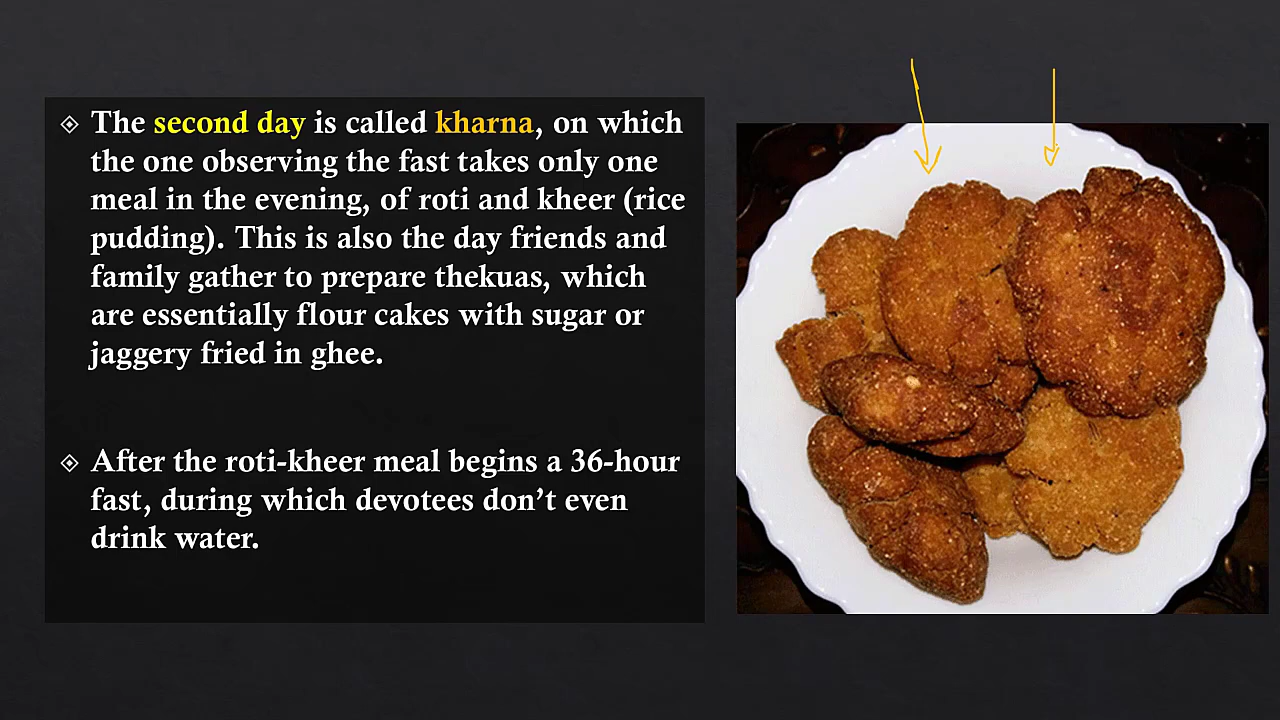 The second day is called kharna, on which
the one observing the fast takes only one
meal in the evening, of roti and kheer (rice
pudding). This is also the day friends and
family gather to prepare thekuas, which
are essentially flour cakes with sugar or
jaggery fried in ghee.
After the roti-kheer meal begins a 36-hour
fast, during which devotees don’t even
drink water.